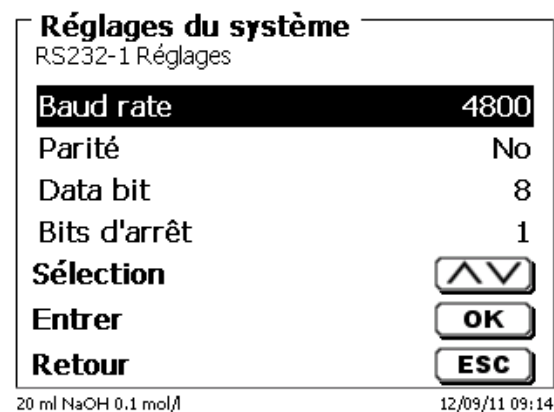 Réglages du système
RS232-1 Réglages
Baud rate 4800
Parité No
Data bit 8
Bits d'arrêt 1
Sélection
Entrer OK
Retour ESC
20 ml NaOH 0.1 mol/l 12/09/11 09:14